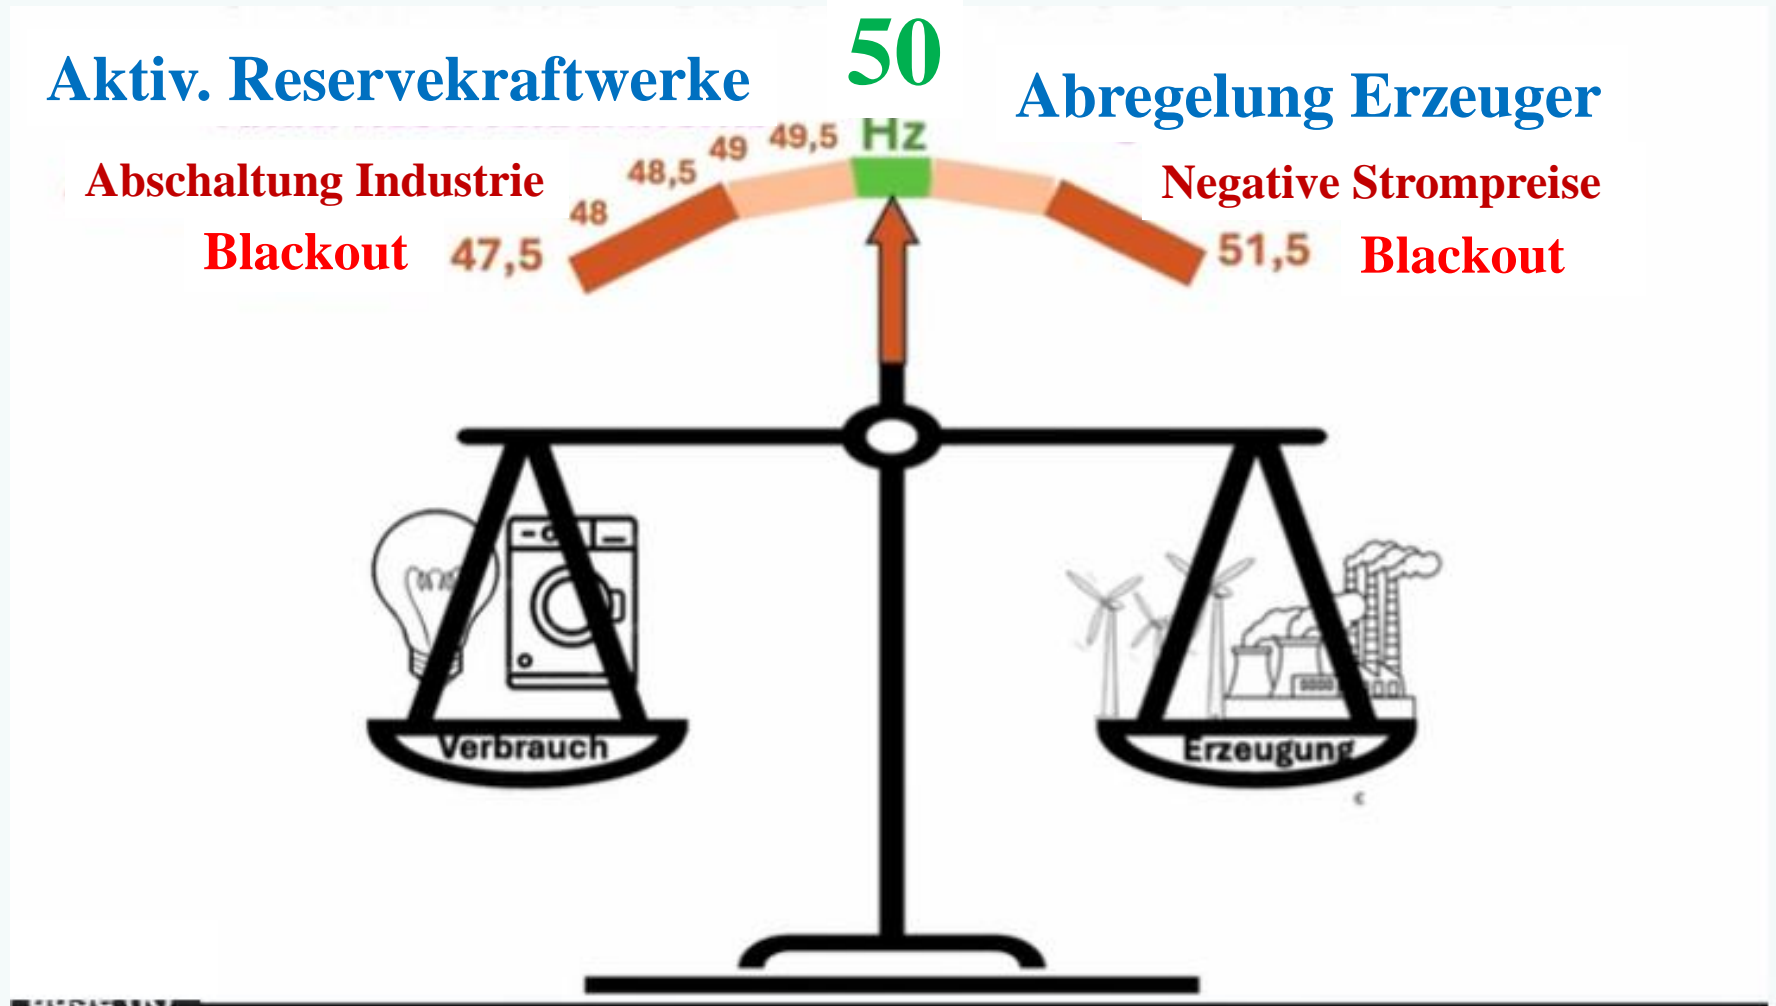 50
Aktiv. Reservekraftwerke
Abregelung Erzeuger
Hz
49,5
49
48,5
48
47,5
Abschaltung Industrie
Negative Strompreise
Blackout
51,5
Blackout
Verbrauch
Erzeugung
€